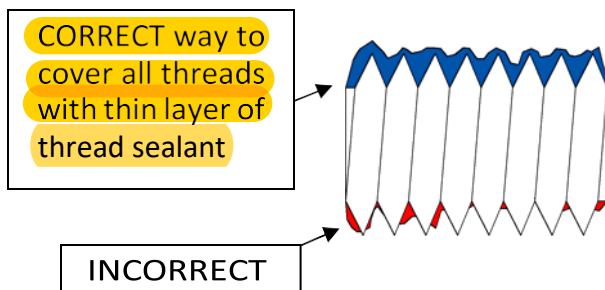 CORRECT way to
cover all threads
with thin layer of
thread sealant
INCORRECT